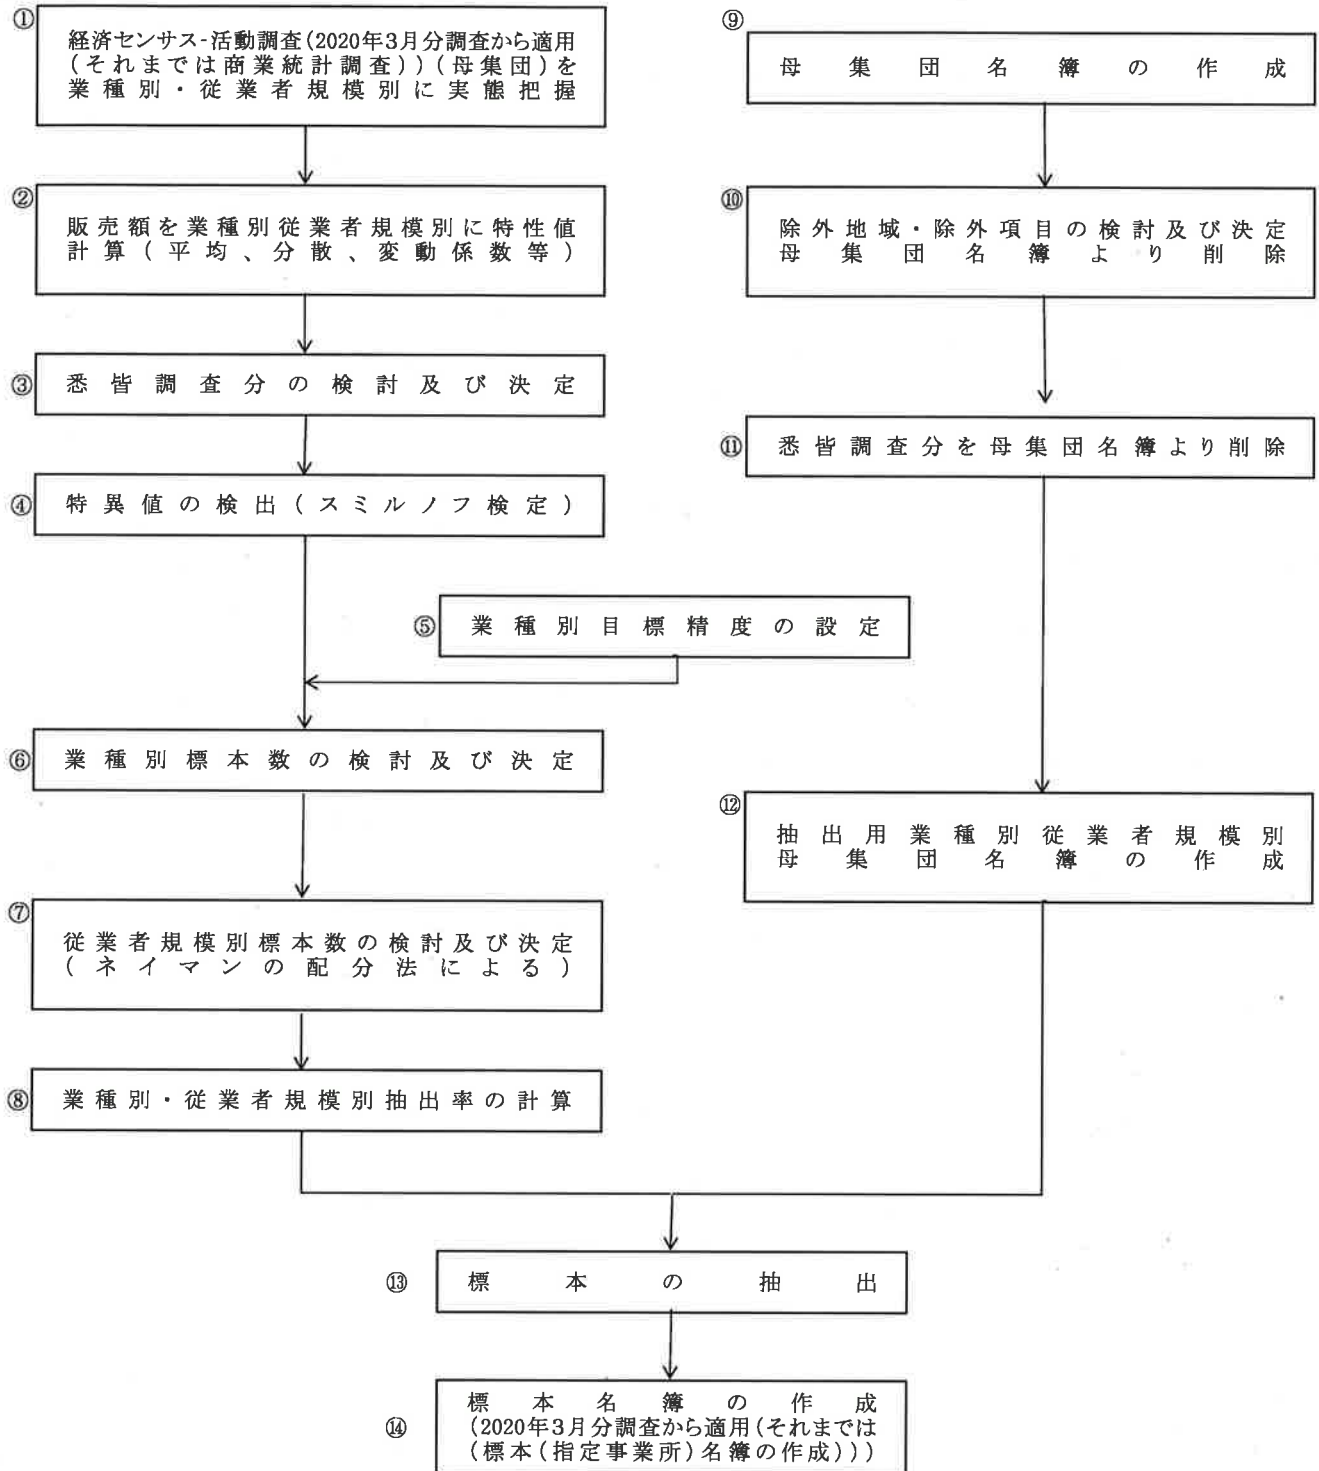 ①
経済センサス‐活動調査(2020年3月分調査から適用
(それまでは商業統計調査))(母集団)を
業種別・従業者規模別に実態把握
②
販売額を業種別従業者規模別に特性値
計算(平均、分散、変動係数等)
③
悉皆調査分の検討及び決定
④
特異値の検出(スミルノフ検定)
⑤
業種別目標精度の設定
⑥
業種別標本数の検討及び決定
⑦
従業者規模別標本数の検討及び決定
(ネイマンの配分法による)
⑧
業種別・従業者規模別抽出率の計算
⑨
母集団名簿の作成
⑩
除外地域・除外項目の検討及び決定
母集団名簿より削除
⑪
悉皆調査分を母集団名簿より削除
⑫
抽出用業種別従業者規模別
母集団名簿の作成
⑬
標本の抽出
⑭
標本名簿の作成
(2020年3月分調査から適用(それまでは
(標本(指定事業所)名簿の作成)))